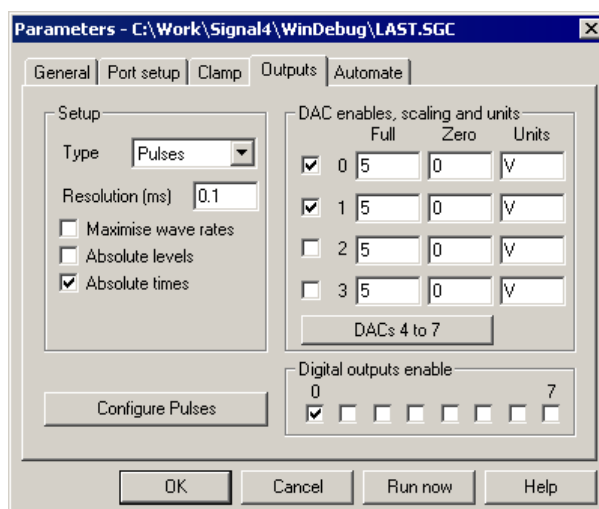 Parameters - C:\Work\Signal4\WinDebug\LAST.SGC
General Port setup Clamp Outputs Automate
Setup
Type Pulses
Resolution (ms) 0.1
Maximise wave rates
Absolute levels
Absolute times
Configure Pulses
DAC enables, scaling and units
Full Zero Units
0 5 0 V
1 5 0 V
2 5 0 V
3 5 0 V
DACs 4 to 7
Digital outputs enable
0 7
OK Cancel Run now Help